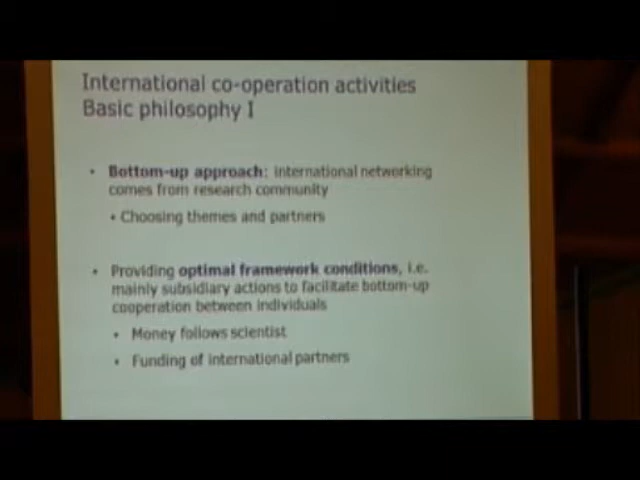 International co-operation activities
Basic philosophy I
• Bottom-up approach: international networking
comes from research community
• Choosing themes and partners
• Providing optimal framework conditions, i.e.
mainly subsidiary actions to facilitate bottom-up
cooperation between individuals
• Money follows scientist
• Funding of international partners